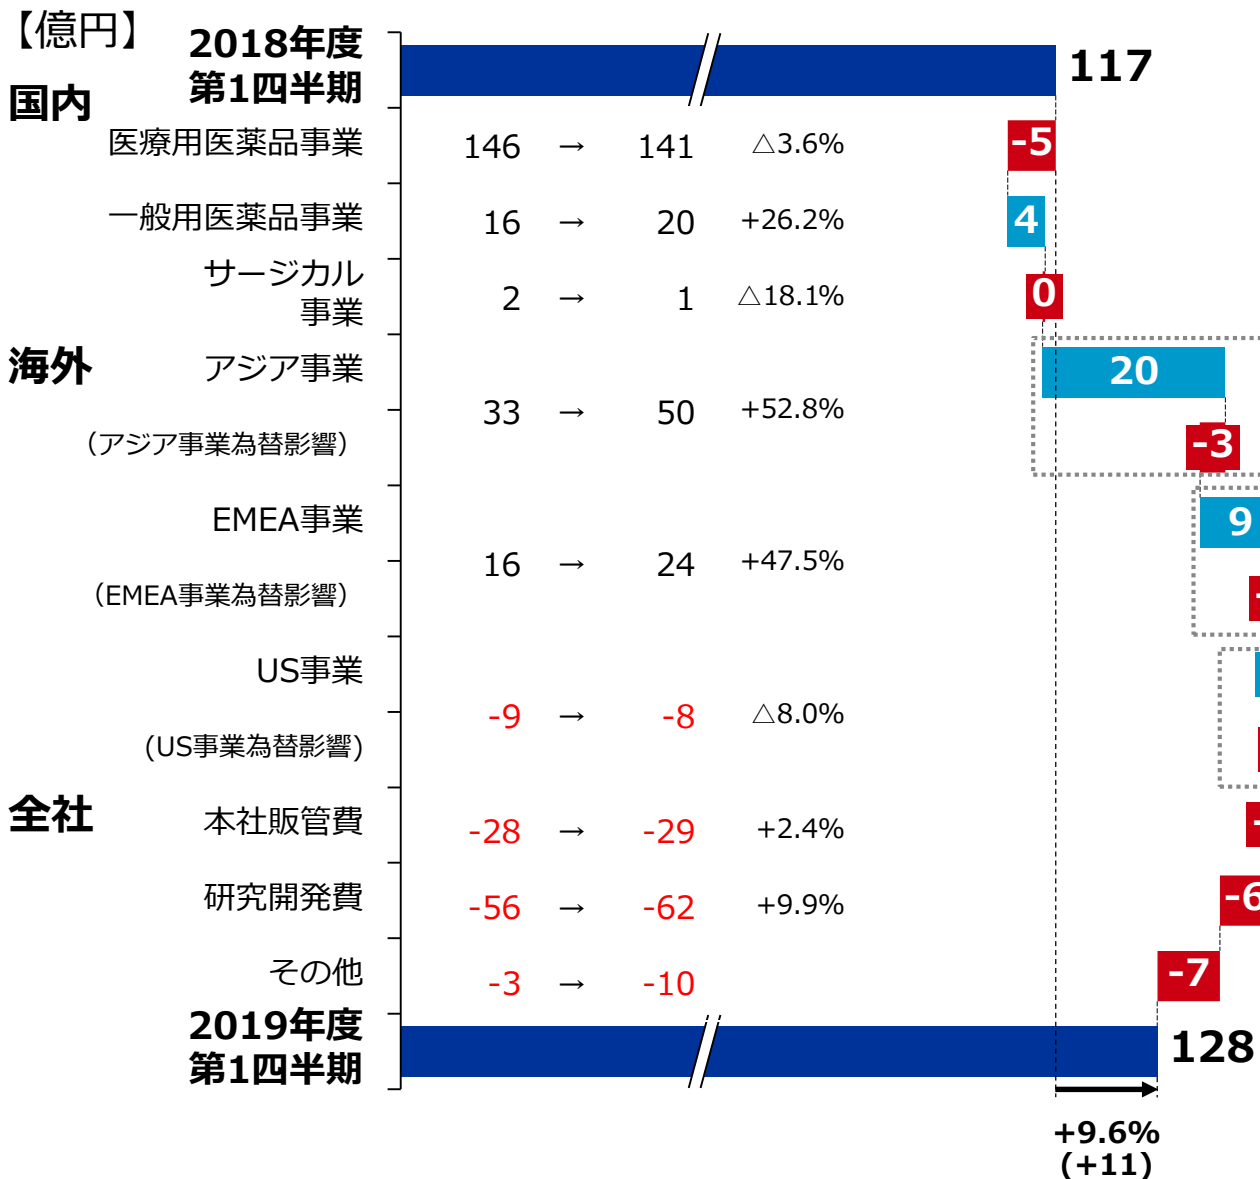 【億円】
2018年度
第1四半期
117
国内
医療用医薬品事業 146 → 141 △3.6% -5
一般用医薬品事業 16 → 20 +26.2% 4
サージカル
事業
2 → 1 △18.1% 0
海外
アジア事業 20
33 → 50 +52.8%
（アジア事業為替影響） -3
EMEA事業 9
16 → 24 +47.5%
（EMEA事業為替影響）
US事業
-9 → -8 △8.0%
(US事業為替影響)
全社
本社販管費 -28 → -29 +2.4%
研究開発費 -56 → -62 +9.9% -6
その他 -3 → -10 -7
2019年度
第1四半期
128
+9.6%
(+11)